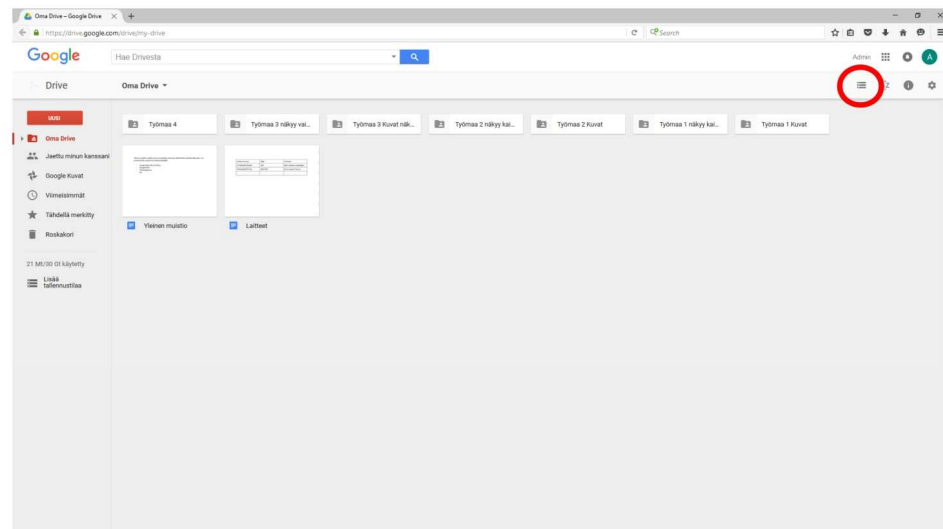 Oma Drive – Google Drive
https://drive.google.com/drive/my-drive
Search
Google
Hae Drivesta
Admin
A
Drive
Oma Drive
UUSI
Oma Drive
Jaettu minun kanssani
Google Kuvat
Viimeisimmät
Tähdellä merkitty
Roskakori
21 Mt/30 Gt käytetty
Lisää
tallennustilaa
Työmaa 4
Työmaa 3 näkyy vai...
Työmaa 3 Kuvat näk...
Työmaa 2 näkyy kai...
Työmaa 2 Kuvat
Työmaa 1 näkyy kai...
Työmaa 1 Kuvat
Yleinen muistio
Laitteet